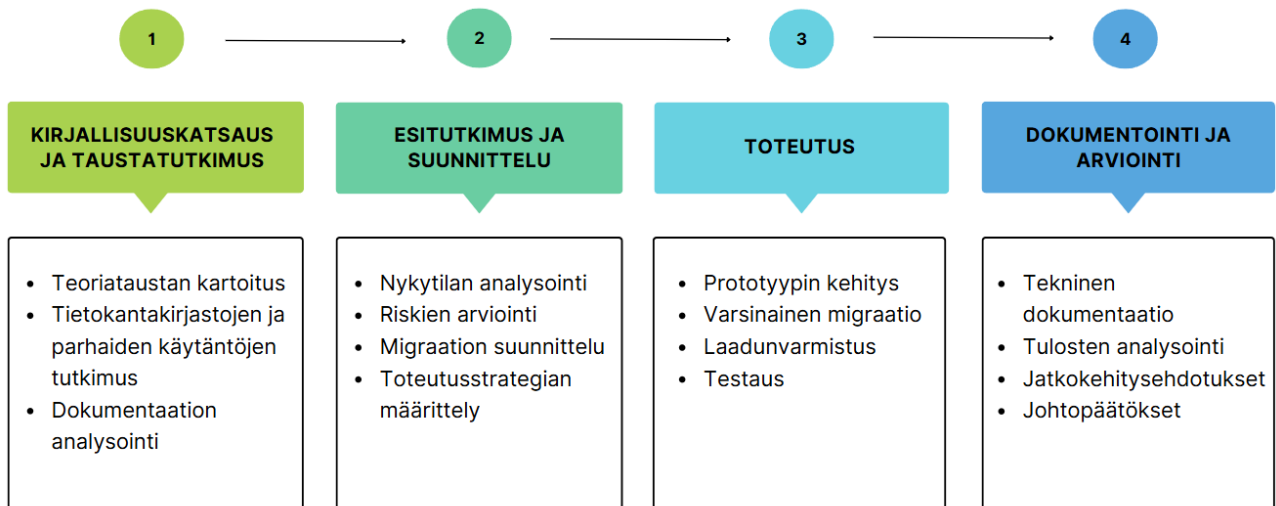 1
2
3
4
KIRJALLISUUSKATSAUS
JA TAUSTATUTKIMUS
ESITUTKIMUS JA
SUUNNITTELU
TOTEUTUS
DOKUMENTOINTI JA
ARVIOINTI
• Teoriataustan kartoitus
• Tietokantakirjastojen ja
parhaiden käytäntöjen
tutkimus
• Dokumentaation
analysointi
• Nykytilan analysointi
• Riskien arviointi
• Migraation suunnittelu
• Toteutusstrategian
määrittely
• Prototyypin kehitys
• Varsinainen migraatio
• Laadunvarmistus
• Testaus
• Tekninen
dokumentaatio
• Tulosten analysointi
• Jatkokehitysehdotukset
• Johtopäätökset